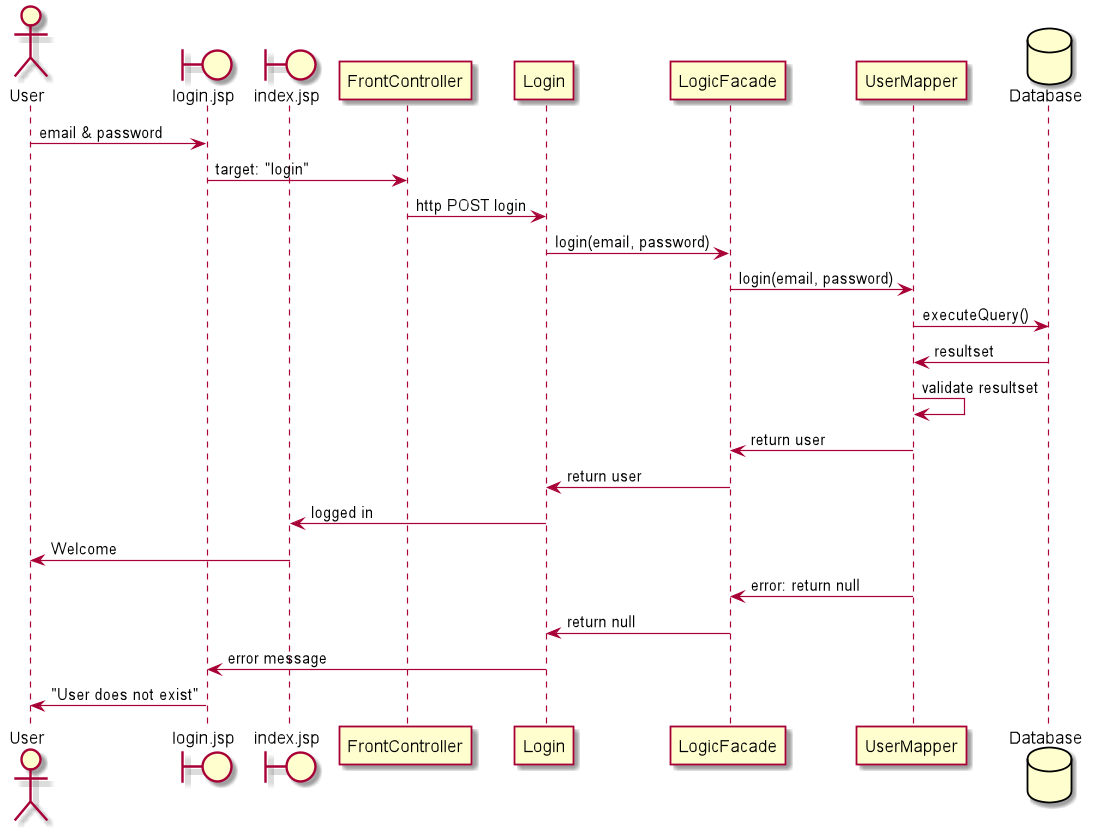 User
login.jsp
index.jsp
FrontController
Login
LogicFacade
UserMapper
Database
email & password
target: "login"
http POST login
login(email, password)
login(email, password)
executeQuery()
resultset
validate resultset
return user
return user
logged in
Welcome
error: return null
return null
error message
"User does not exist"
User
login.jsp
index.jsp
FrontController
Login
LogicFacade
UserMapper
Database